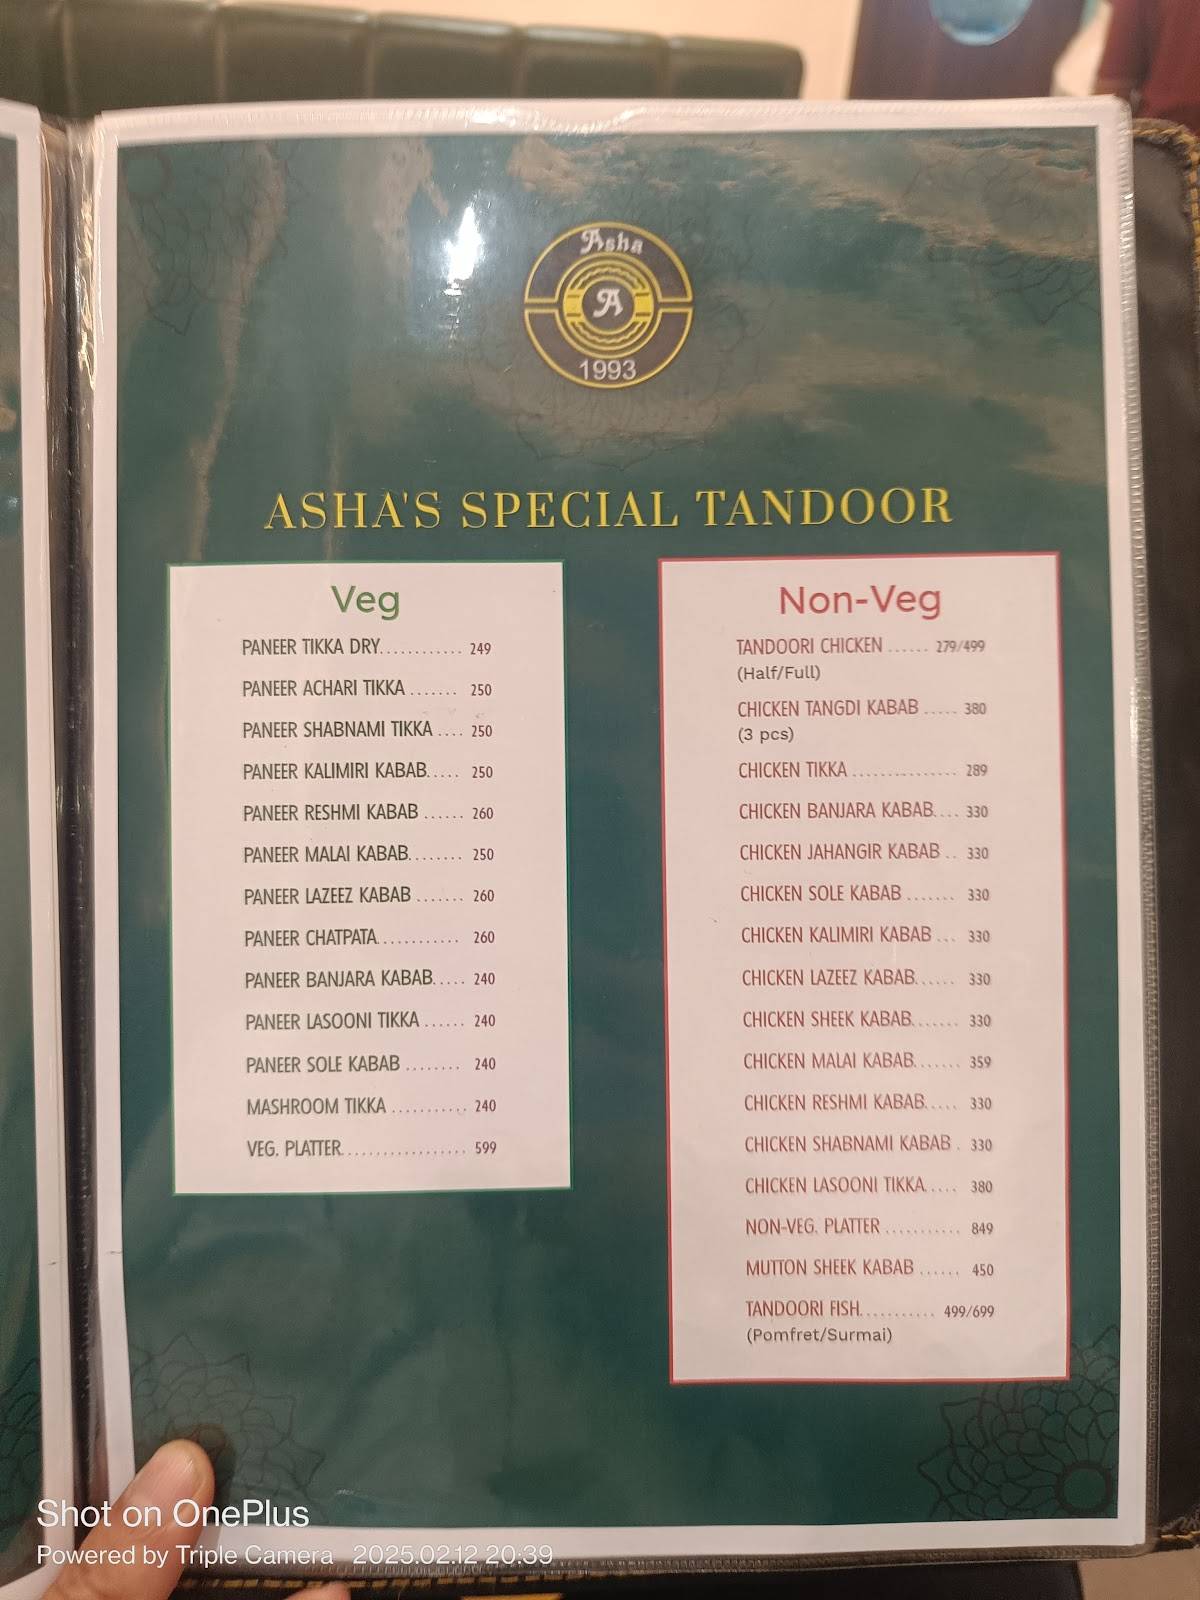 Asha
A
1993
ASHA'S SPECIAL TANDOOR
Veg
PANEER TIKKA DRY............ 249
PANEER ACHARI TIKKA ....... 250
PANEER SHABNAMI TIKKA .... 250
PANEER KALIMIRI KABAB..... 250
PANEER RESHMI KABAB ...... 260
PANEER MALAI KABAB........ 250
PANEER LAZEEZ KABAB ....... 260
PANEER CHATPATA........... 260
PANEER BANJARA KABAB..... 240
PANEER LASOONI TIKKA ...... 240
PANEER SOLE KABAB ........ 240
MASHROOM TIKKA ........... 240
VEG. PLATTER.................. 599
Non-Veg
TANDOORI CHICKEN ...... 279/499
(Half/Full)
CHICKEN TANGDI KABAB ..... 380
(3 pcs)
CHICKEN TIKKA ............... 289
CHICKEN BANJARA KABAB.... 330
CHICKEN JAHANGIR KABAB .. 330
CHICKEN SOLE KABAB ....... 330
CHICKEN KALIMIRI KABAB ... 330
CHICKEN LAZEEZ KABAB...... 330
CHICKEN SHEEK KABAB....... 330
CHICKEN MALAI KABAB....... 359
CHICKEN RESHMI KABAB..... 330
CHICKEN SHABNAMI KABAB . 330
CHICKEN LASOONI TIKKA..... 380
NON-VEG. PLATTER ........... 849
MUTTON SHEEK KABAB ...... 450
TANDOORI FISH........... 499/699
(Pomfret/Surmai)
Shot on OnePlus
Powered by Triple Camera 2025.02.12 20:39